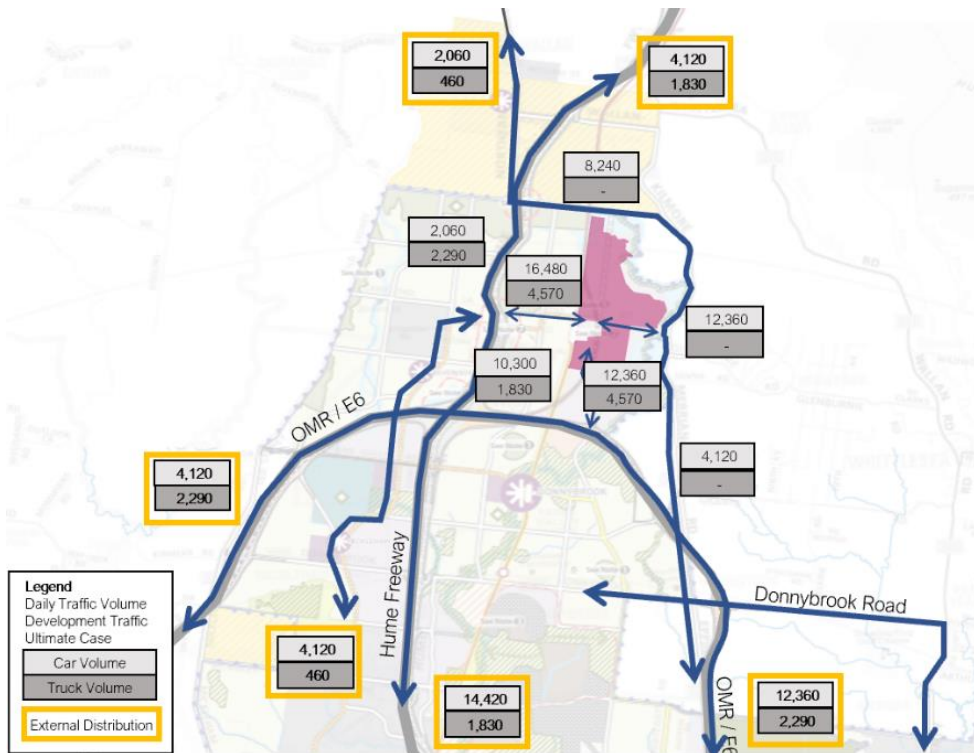 2,060
460
4,120
1,830
8,240
-
2,060
2,290
16,480
4,570
12,360
-
10,300
1,830
12,360
4,570
OMR / E6
4,120
-
4,120
2,290
DONNYBROOK
Legend
Daily Traffic Volume
Development Traffic
Ultimate Case
Car Volume
Truck Volume
External Distribution
Hume Freeway
Donnybrook Road
4,120
460
14,420
1,830
OMR / E6
12,360
2,290